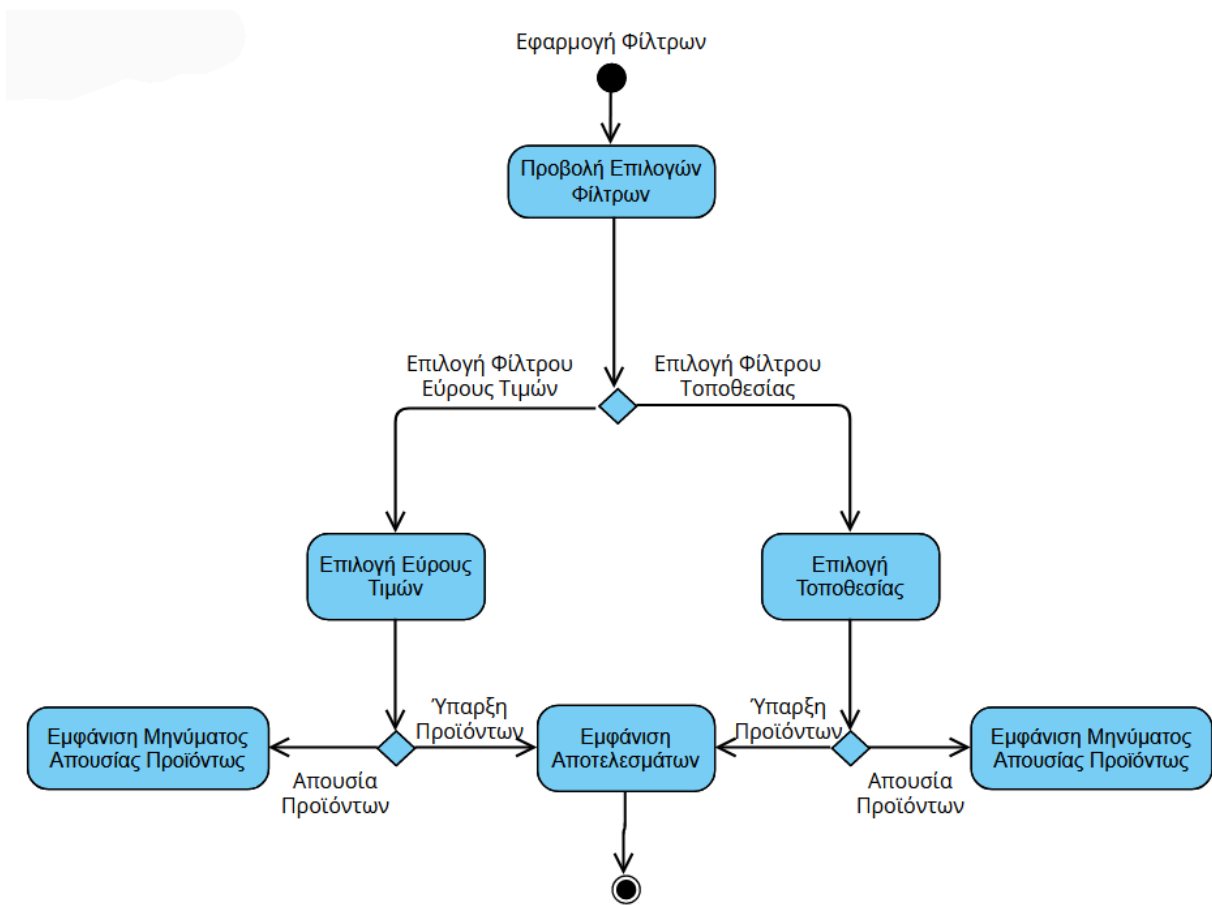 Εφαρμογή Φίλτρων
Προβολή Επιλογών
Φίλτρων
Επιλογή Φίλτρου
Εύρους Τιμών
Επιλογή Φίλτρου
Τοποθεσίας
Επιλογή Εύρους
Τιμών
Επιλογή
Τοποθεσίας
Εμφάνιση Μηνύματος
Απουσίας Προϊόντως
Απουσία
Προϊόντων
Ύπαρξη
Προϊόντων
Εμφάνιση
Αποτελεσμάτων
Ύπαρξη
Προϊόντων
Απουσία
Προϊόντων
Εμφάνιση Μηνύματος
Απουσίας Προϊόντως